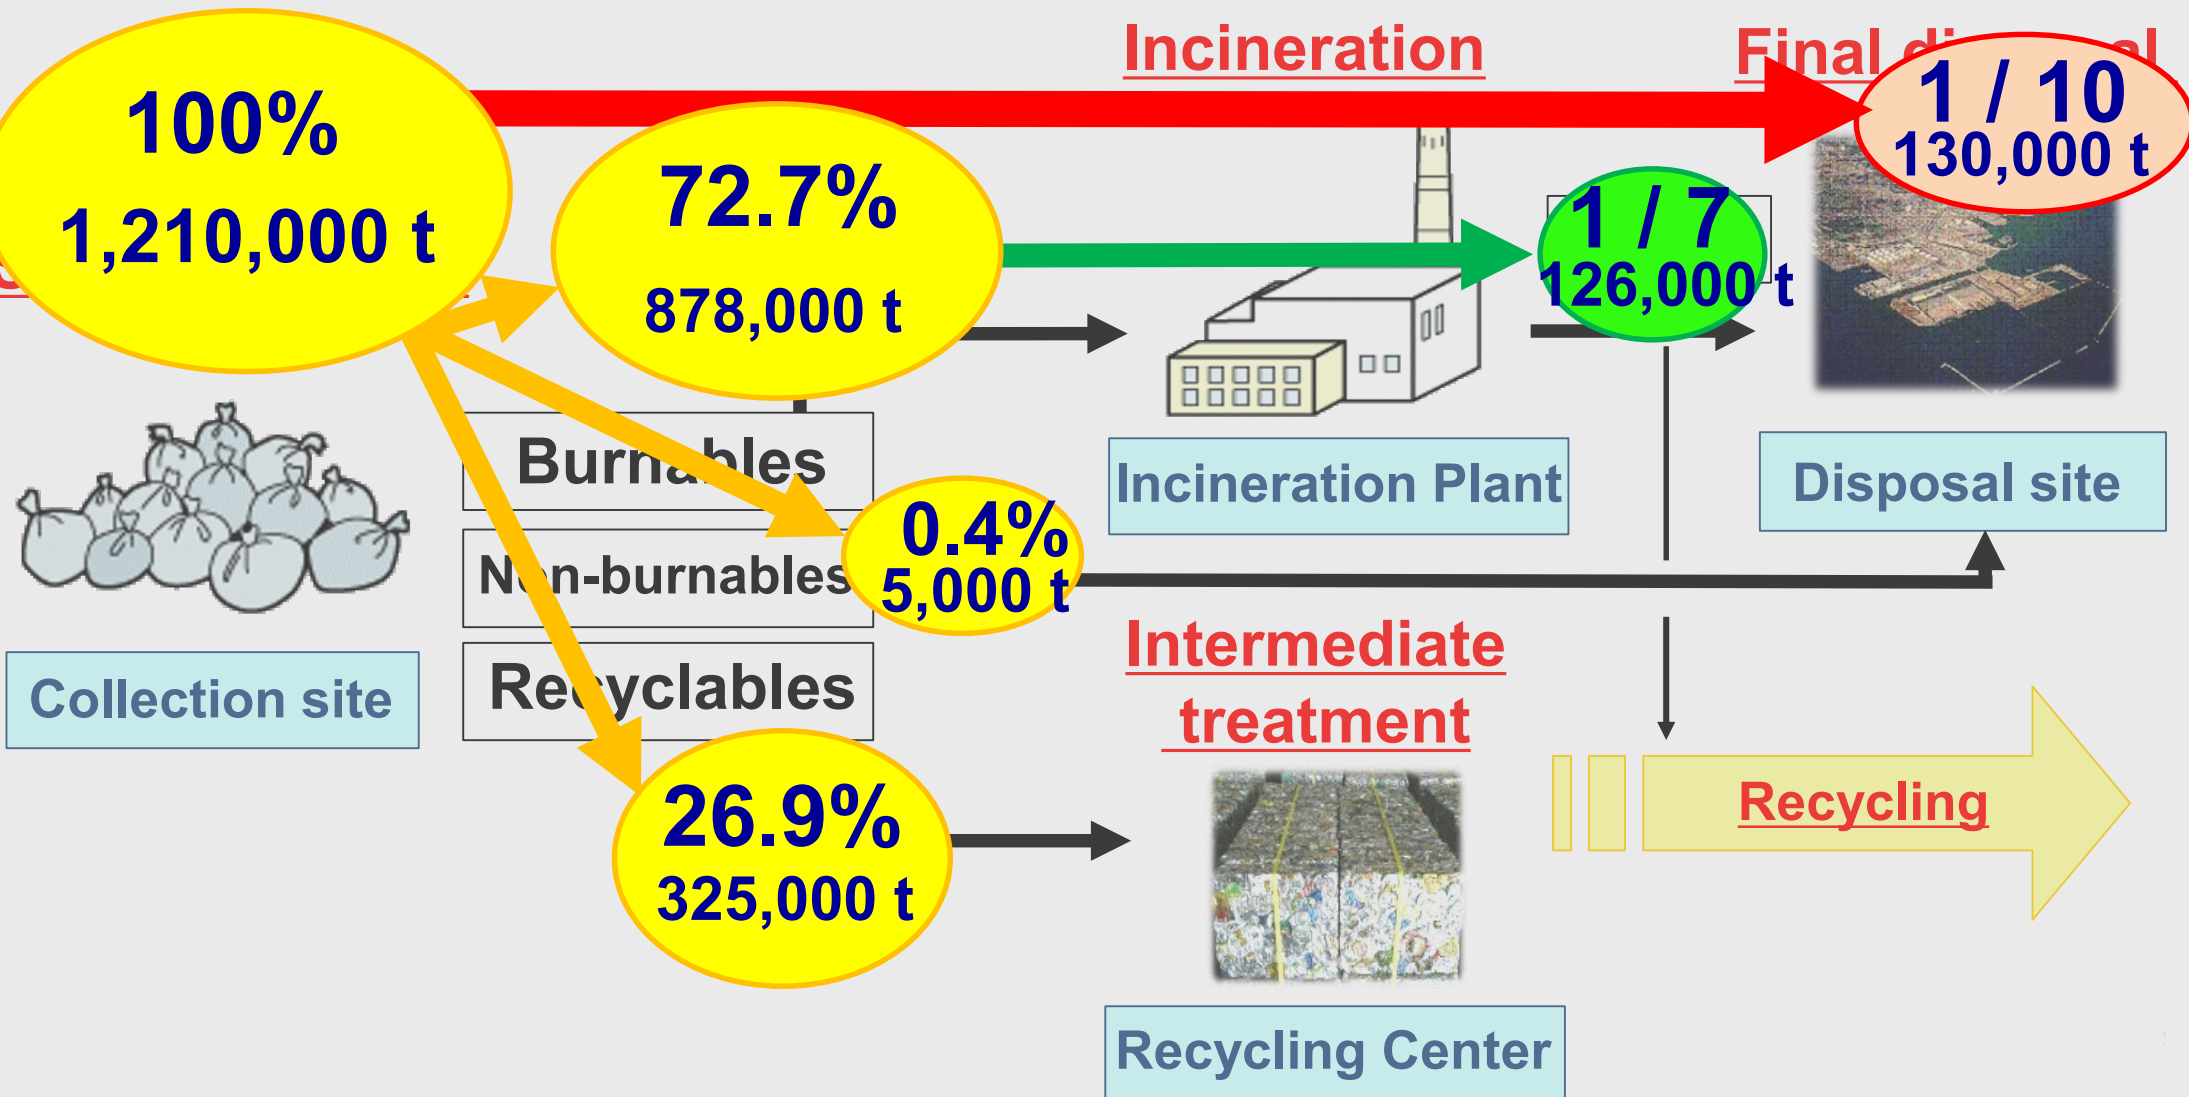 Incineration
Final
100%
1,210,000 t
72.7%
878,000 t
1 / 7
126,000 t
1 / 10
130,000 t
Burnables
0.4%
5,000 t
Non-burnables
Recyclables
26.9%
325,000 t
Incineration Plant
Disposal site
Collection site
Intermediate
treatment
Recycling
Recycling Center